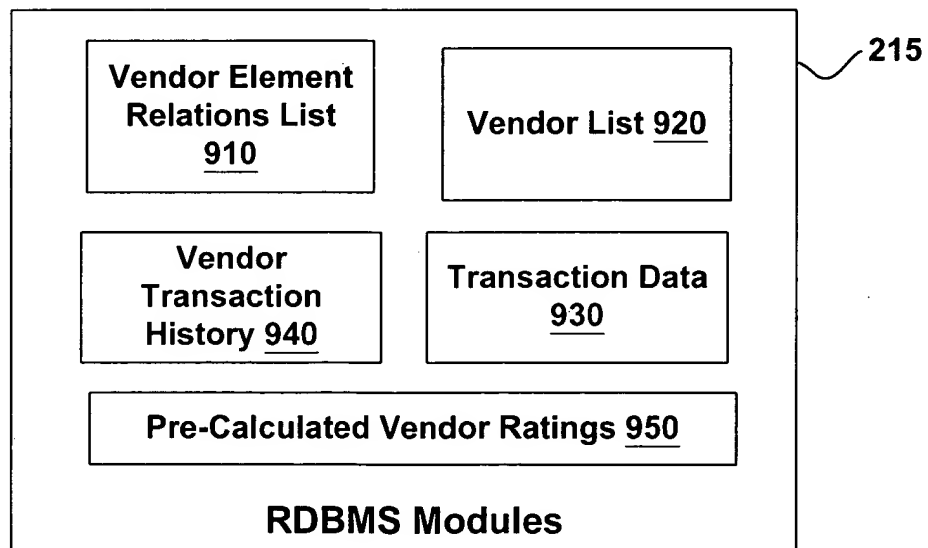 Vendor Element
Relations List
910
Vendor List 920
215
Vendor
Transaction
History 940
Transaction Data
930
Pre-Calculated Vendor Ratings 950
RDBMS Modules